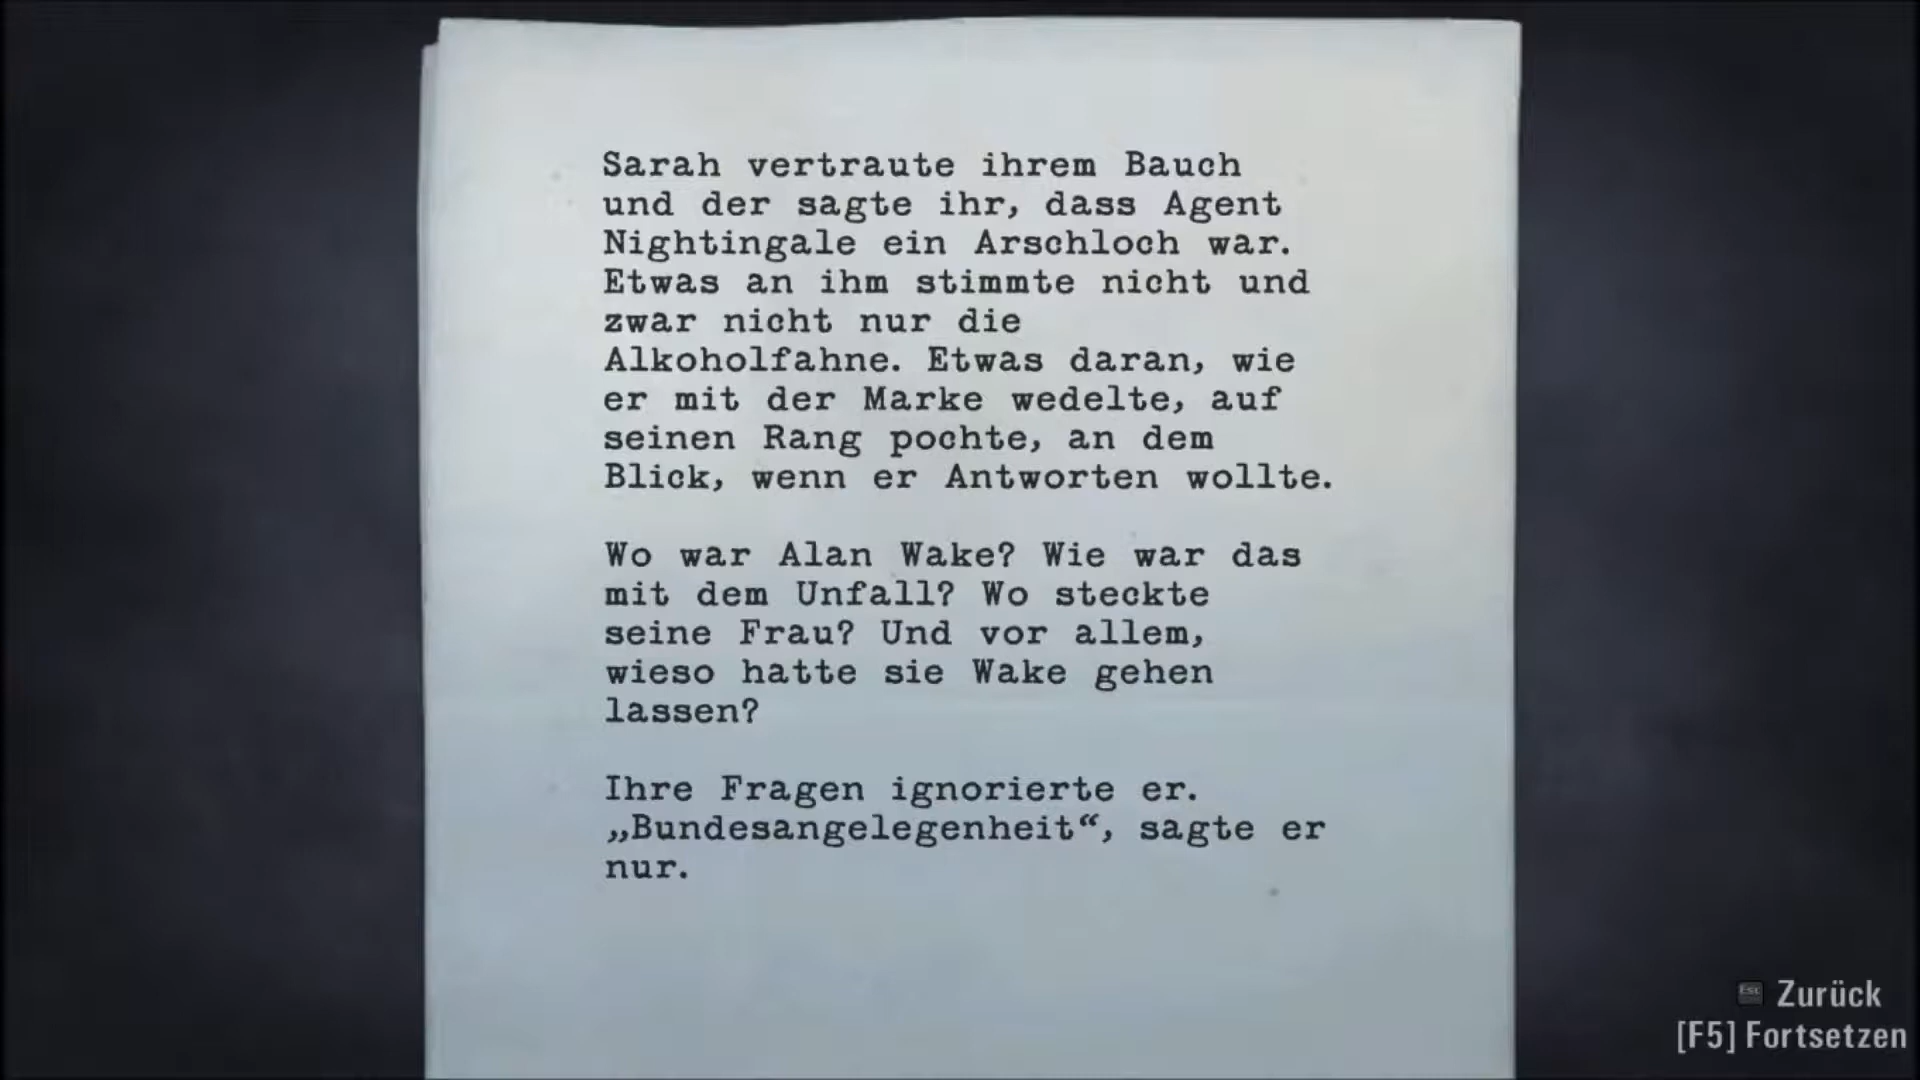 Sarah vertraute ihrem Bauch
und der sagte ihr, dass Agent
Nightingale ein Arschloch war.
Etwas an ihm stimmte nicht und
zwar nicht nur die
Alkoholfahne. Etwas daran, wie
er mit der Marke wedelte, auf
seinen Rang pochte, an dem
Blick, wenn er Antworten wollte.
Wo war Alan Wake? Wie war das
mit dem Unfall? Wo steckte
seine Frau? Und vor allem,
wieso hatte sie Wake gehen
lassen?
Ihre Fragen ignorierte er.
„Bundesangelegenheit“, sagte er
nur.
Esc Zurück
[F5] Fortsetzen